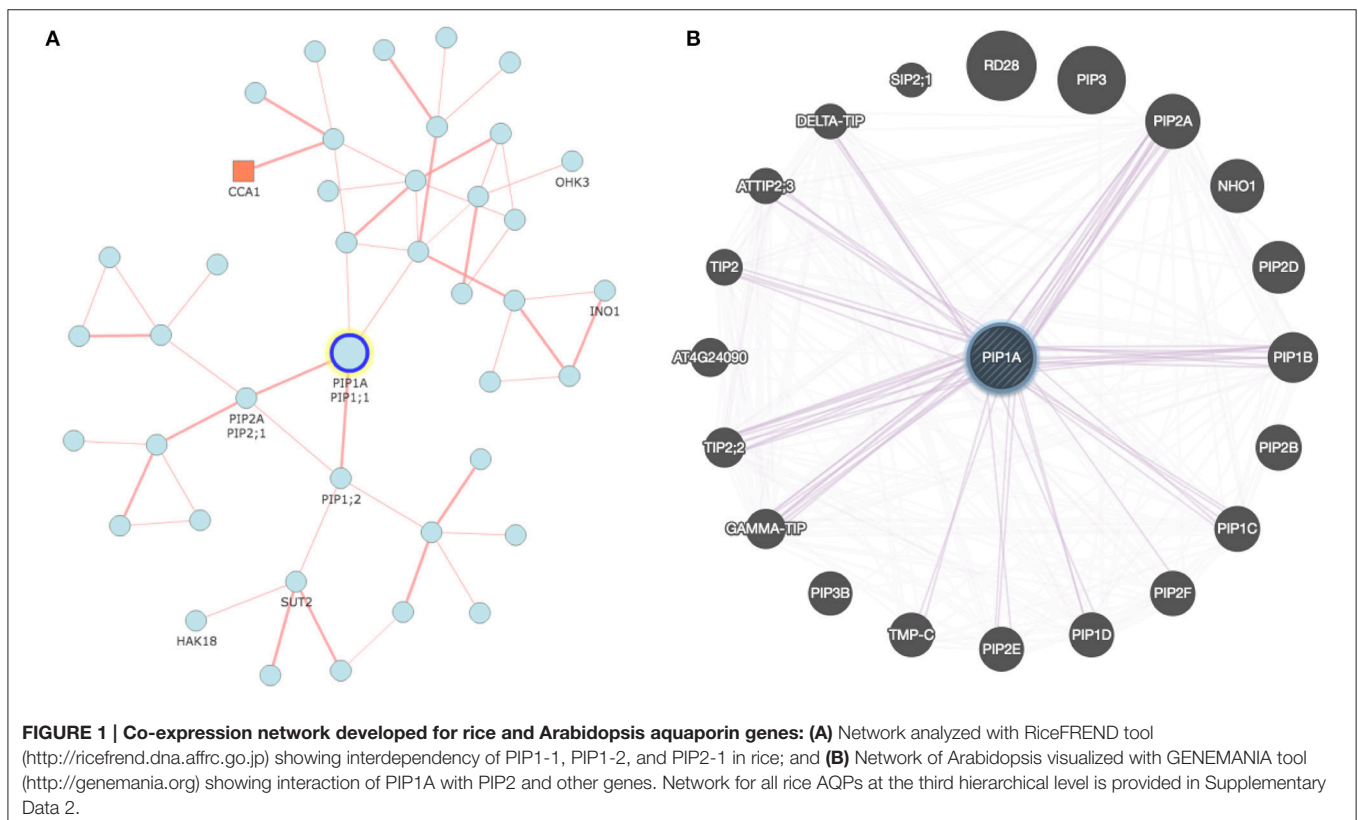 A
CCA1
OHK3
INO1
PIP1A
PIP1;1
PIP2A
PIP2;1
PIP1;2
SUT2
HAK18
B
RD28
SIP2;1
PIP3
DELTA-TIP
PIP2A
ATTIP2;3
NHO1
TIP2
PIP2D
AT4G24090
PIP1A
PIP1B
TIP2;2
PIP2B
GAMMA-TIP
PIP1C
PIP3B
PIP2F
TMP-C
PIP2E
PIP1D
FIGURE 1 | Co-expression network developed for rice and Arabidopsis aquaporin genes: (A) Network analyzed with RiceFREND tool
(http://ricefrend.dna.affrc.go.jp) showing interdependency of PIP1-1, PIP1-2, and PIP2-1 in rice; and (B) Network of Arabidopsis visualized with GENEMANIA tool
(http://genemania.org) showing interaction of PIP1A with PIP2 and other genes. Network for all rice AQPs at the third hierarchical level is provided in Supplementary
Data 2.